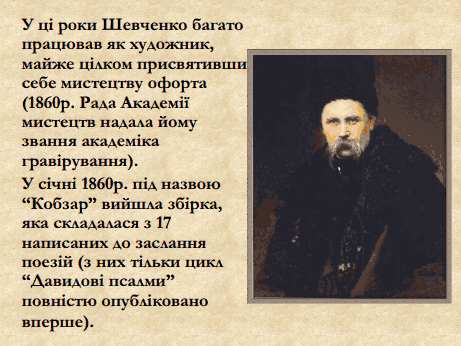 У ці роки Шевченко багато
працював як художник,
майже цілком присвятивши
себе мистецтву офорта
(1860р. Рада Академії
мистецтв надала йому
звання академіка
гравірування).
У січні 1860р. під назвою
“Кобзар” вийшла збірка,
яка складалася з 17
написаних до заслання
поезій (з них тільки цикл
“Давидові псалми”
повністю опубліковано
вперше).